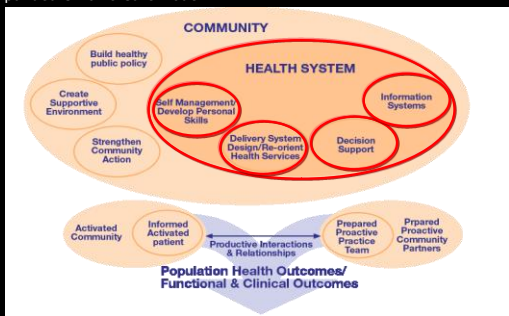 COMMUNITY
Build healthy
public policy
HEALTH SYSTEM
Create
Supportive
Environment
Self Management/
Develop Personal
Skills
Information
Systems
Strengthen
Community
Action
Delivery System
Design/Re-orient
Health Services
Decision
Support
Activated
Community
Informed
Activated
patient
Productive Interactions
& Relationships
Prepared
Proactive
Practice
Team
Prpared
Proactive
Community
Partners
Population Health Outcomes/
Functional & Clinical Outcomes